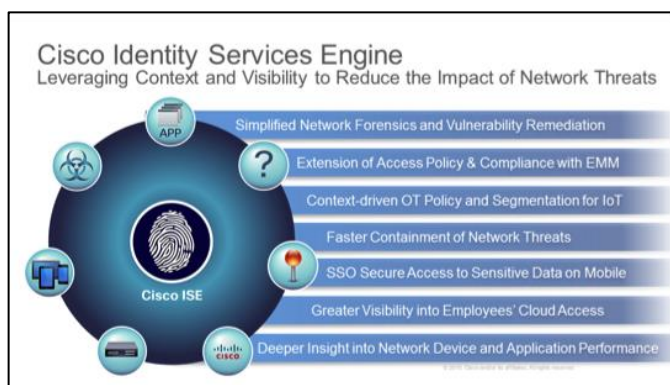 Cisco Identity Services Engine
Leveraging Context and Visibility to Reduce the Impact of Network Threats
APP
Simplified Network Forensics and Vulnerability Remediation
?
Extension of Access Policy & Compliance with EMM
Context-driven OT Policy and Segmentation for IoT
Faster Containment of Network Threats
SSO Secure Access to Sensitive Data on Mobile
Cisco ISE
Greater Visibility into Employees' Cloud Access
CISCO
Deeper Insight into Network Device and Application Performance